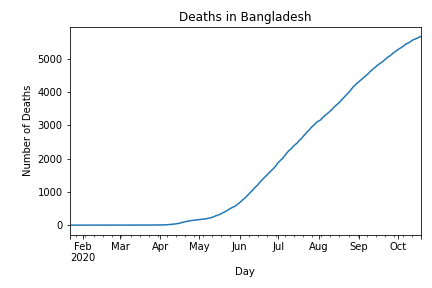 Deaths in Bangladesh
Number of Deaths
5000
4000
3000
2000
1000
0
Feb Mar Apr May Jun Jul Aug Sep Oct
2020
Day